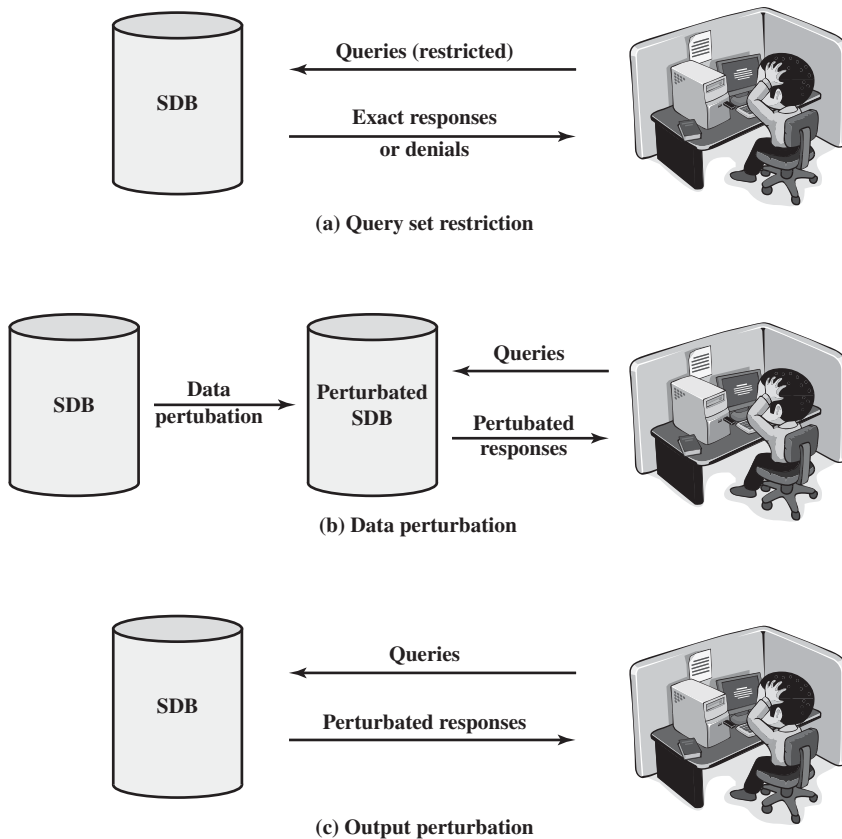 Queries (restricted)
SDB
Exact responses
or denials
(a) Query set restriction
Queries
SDB
Data
pertubation
Perturbated
SDB
Pertubated
responses
(b) Data perturbation
Queries
SDB
Perturbated responses
(c) Output perturbation